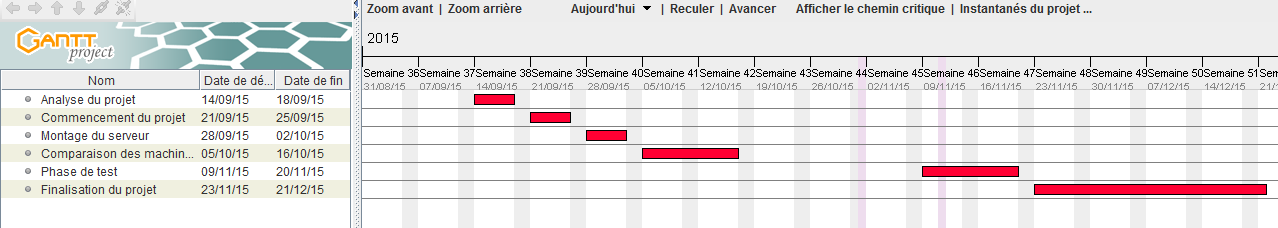 Zoom avant | Zoom arrière Aujourd'hui | Reculer | Avancer Afficher le chemin critique | Instantanés du projet ...
GANTT project
2015
Semaine 36 Semaine 37 Semaine 38 Semaine 39 Semaine 40 Semaine 41 Semaine 42 Semaine 43 Semaine 44 Semaine 45 Semaine 46 Semaine 47 Semaine 48 Semaine 49 Semaine 50 Semaine 51
31/08/15 07/09/15 14/09/15 21/09/15 28/09/15 05/10/15 12/10/15 19/10/15 26/10/15 02/11/15 09/11/15 16/11/15 23/11/15 30/11/15 07/12/15 14/12/15 21/1
Nom Date de dé... Date de fin
Analyse du projet 14/09/15 18/09/15
Commencement du projet 21/09/15 25/09/15
Montage du serveur 28/09/15 02/10/15
Comparaison des machin... 05/10/15 16/10/15
Phase de test 09/11/15 20/11/15
Finalisation du projet 23/11/15 21/12/15